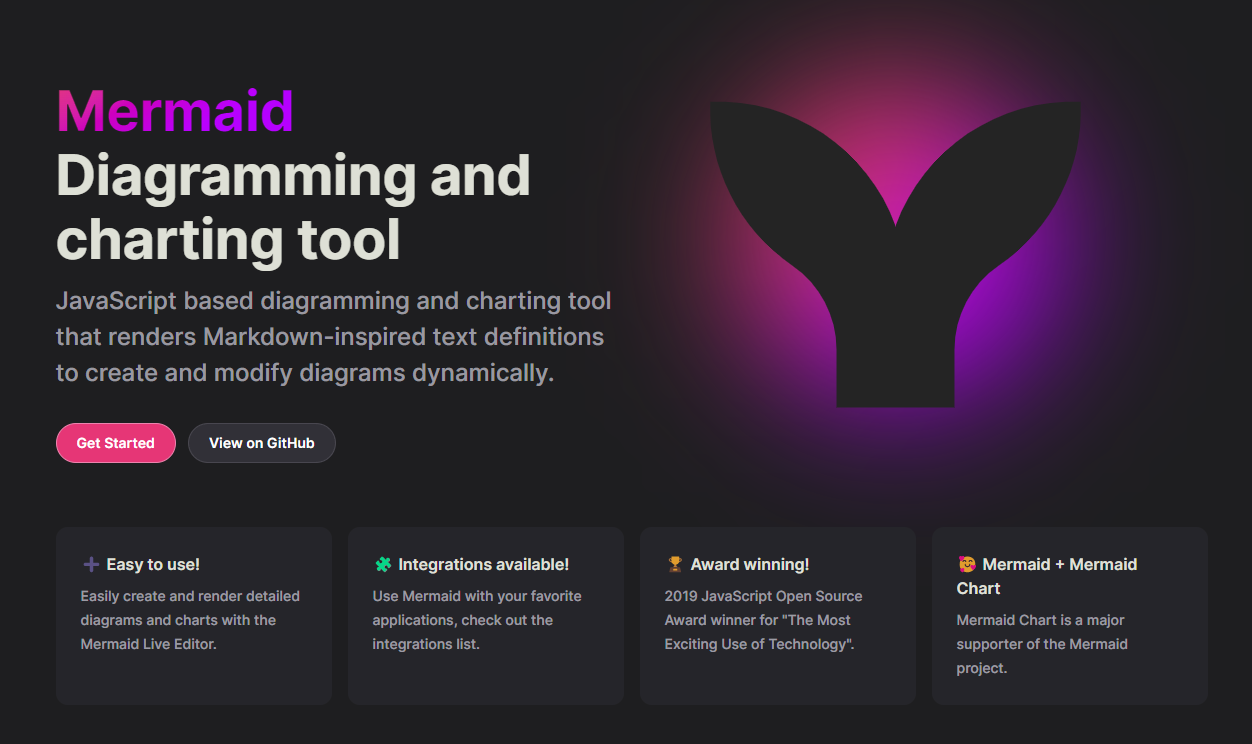 Mermaid
Diagramming and
charting tool
JavaScript based diagramming and charting tool
that renders Markdown-inspired text definitions
to create and modify diagrams dynamically.
Get Started
View on GitHub
➕ Easy to use!
Easily create and render detailed
diagrams and charts with the
Mermaid Live Editor.
🧩 Integrations available!
Use Mermaid with your favorite
applications, check out the
integrations list.
🏆 Award winning!
2019 JavaScript Open Source
Award winner for "The Most
Exciting Use of Technology".
🥰 Mermaid + Mermaid
Chart
Mermaid Chart is a major
supporter of the Mermaid
project.